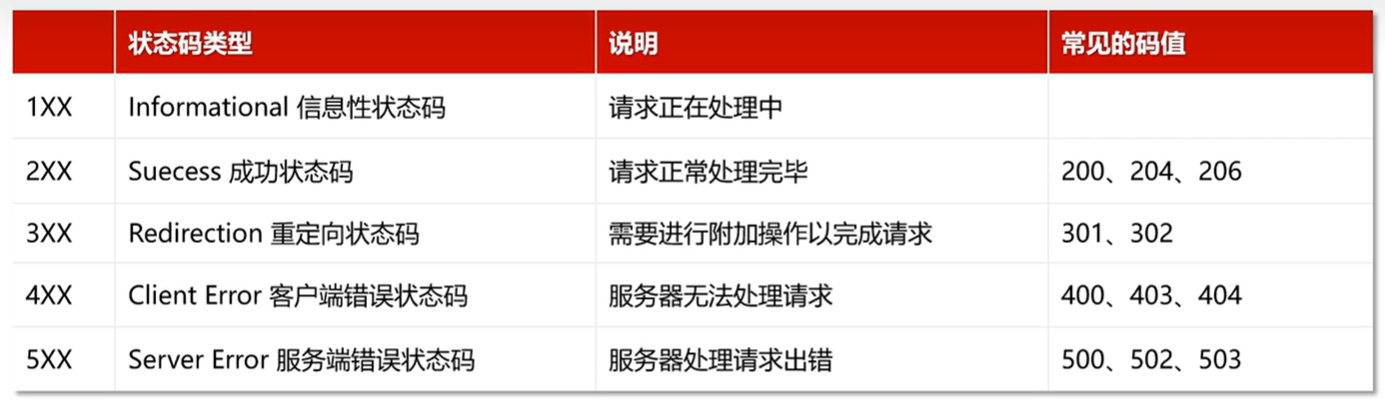 状态码类型 说明 常见的码值
1XX Informational 信息性状态码 请求正在处理中
2XX Suecess 成功状态码 请求正常处理完毕 200、204、206
3XX Redirection 重定向状态码 需要进行附加操作以完成请求 301、302
4XX Client Error 客户端错误状态码 服务器无法处理请求 400、403、404
5XX Server Error 服务端错误状态码 服务器处理请求出错 500、502、503